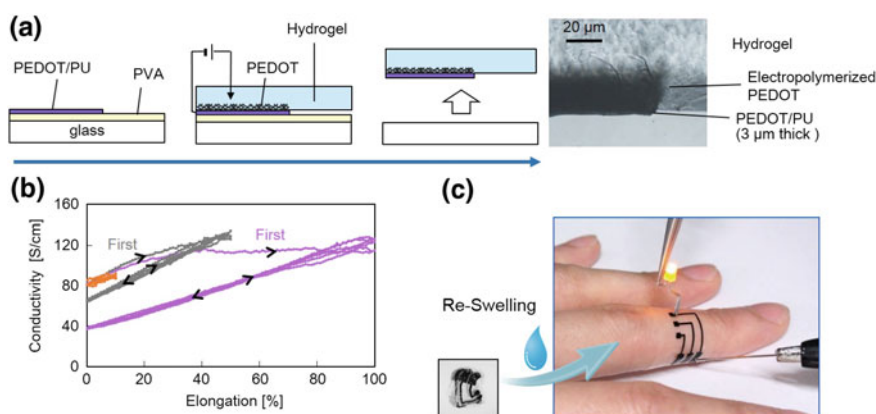 (a)
PEDOT/PU
PVA
glass
PEDOT
Hydrogel
20 μm
Hydrogel
Electropolymerized
PEDOT
PEDOT/PU
(3 μm thick )
(b)
160
120
80
40
0
Conductivity [S/cm]
First
First
0
20
40
60
80
100
Elongation [%]
(c)
Re-Swelling